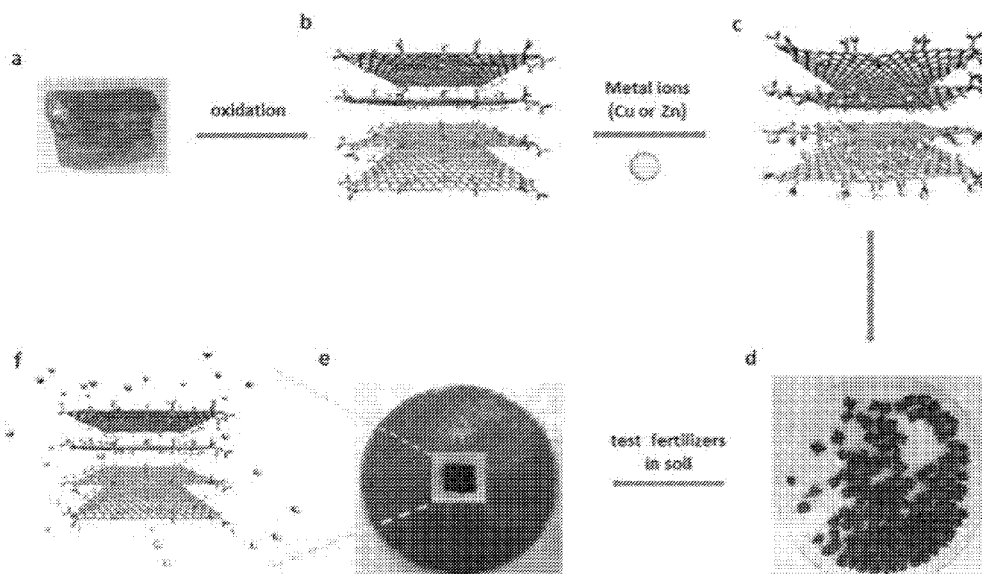 a
b
c
oxidation
Metal ions
(Cu or Zn)
f
e
d
test fertilizers
in soil